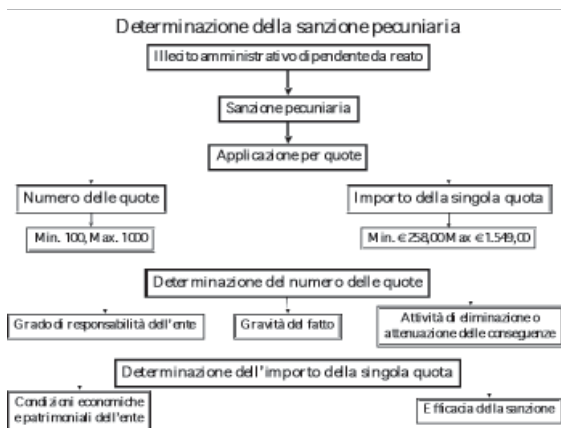 Determinazione della sanzione pecuniaria
Illecito amministrativo dipendente da reato
Sanzione pecuniaria
Applicazione per quote
Numero delle quote
Importo della singola quota
Min. 100, Max. 1000
Min. € 258,00 Max € 1.549,00
Determinazione del numero delle quote
Grado di responsabilità dell'ente
Gravità del fatto
Attività di eliminazione o
attenuazione delle conseguenze
Determinazione dell'importo della singola quota
Condizioni economiche
e patrimoniali dell'ente
Efficacia della sanzione